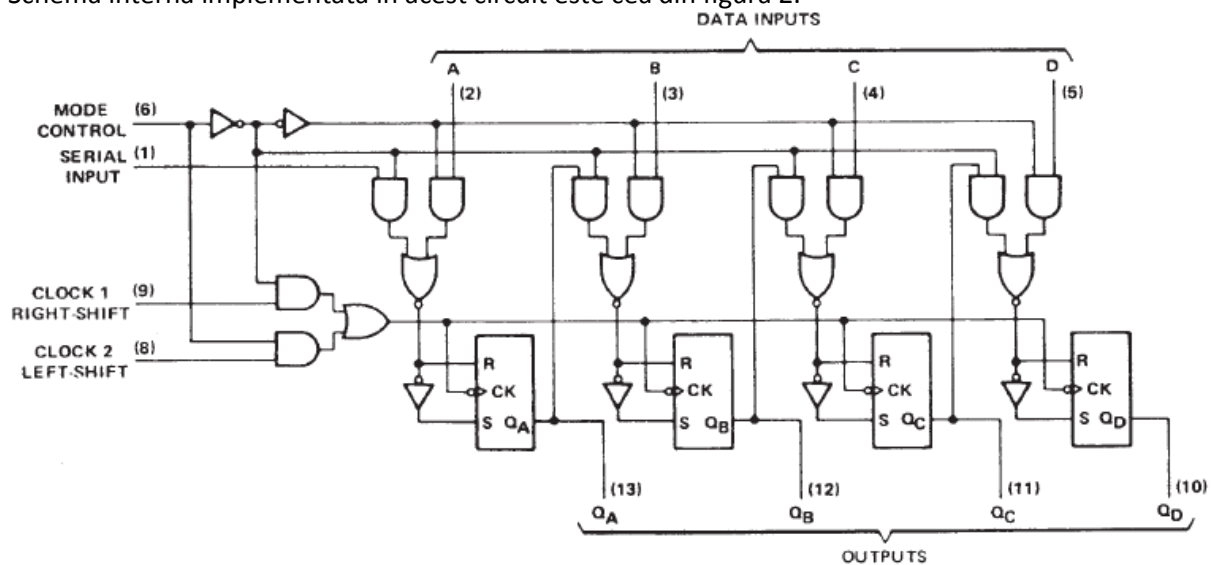 Schema internă implementată în acest circuit este cea din figura 2.
DATA INPUTS
A B C D
(2) (3) (4) (5)
MODE CONTROL (6)
SERIAL INPUT (1)
CLOCK 1 RIGHT-SHIFT (9)
CLOCK 2 LEFT-SHIFT (8)
R CK S QA
R CK S QB
R CK S QC
R CK S QD
(13) (12) (11) (10)
QA QB QC QD
OUTPUTS